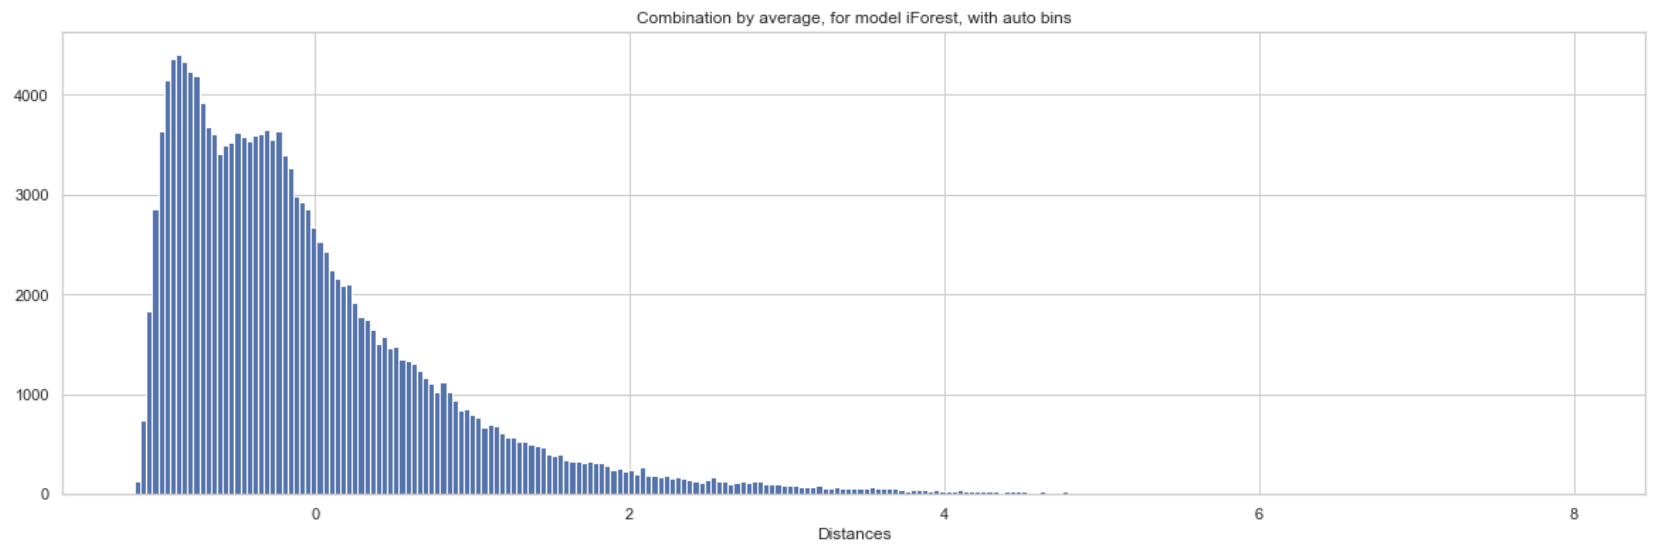 Combination by average, for model iForest, with auto bins
4000
3000
2000
1000
0
0 2 4 6 8
Distances